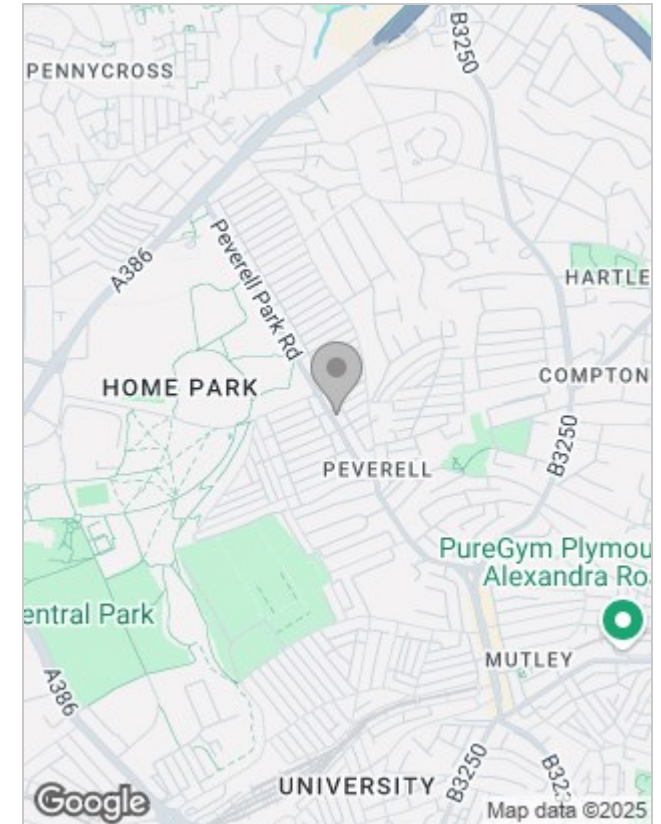 PENNYCROSS
B3250
A386
Peverell Park Rd
HARTLE
HOME PARK
COMPTON
B3250
PEVERELL
PureGym Plymou
Alexandra Ro
entral Park
A386
MUTLEY
B3250
B323
UNIVERSITY
Google
Map data ©2025